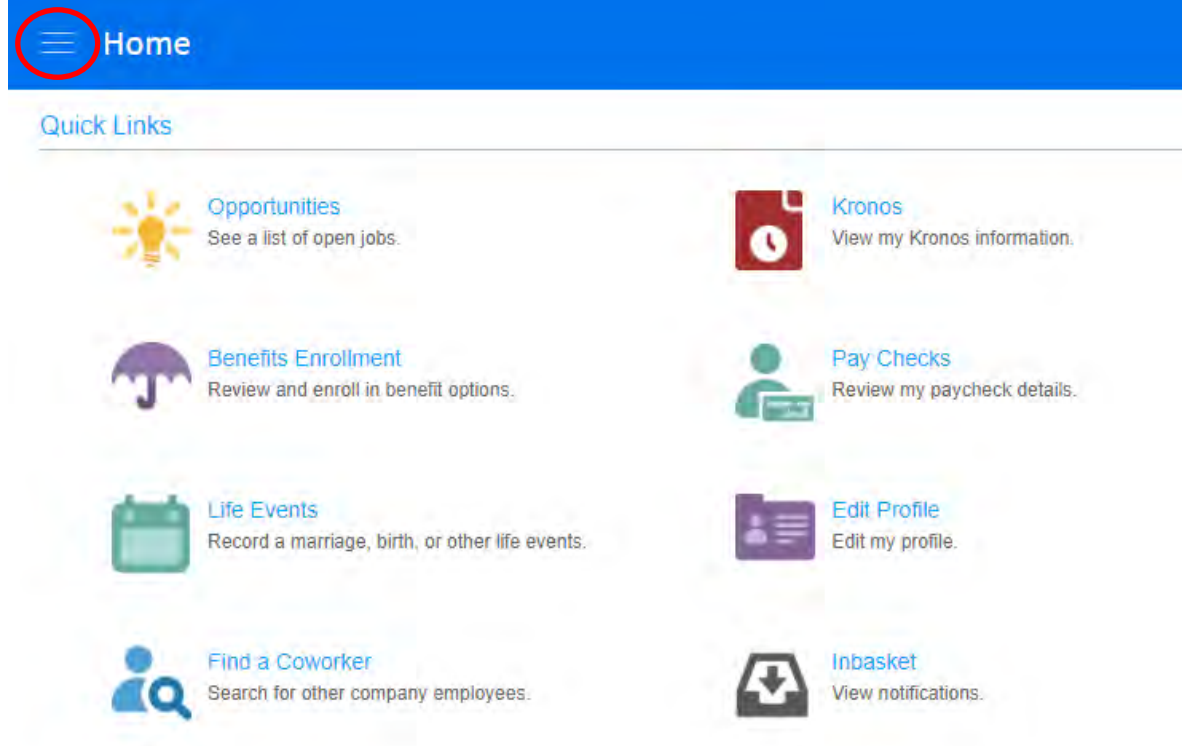 Home
Quick Links
Opportunities
See a list of open jobs.
Kronos
View my Kronos information.
Benefits Enrollment
Review and enroll in benefit options.
Pay Checks
Review my paycheck details.
Life Events
Record a marriage, birth, or other life events.
Edit Profile
Edit my profile.
Find a Coworker
Search for other company employees.
Inbasket
View notifications.